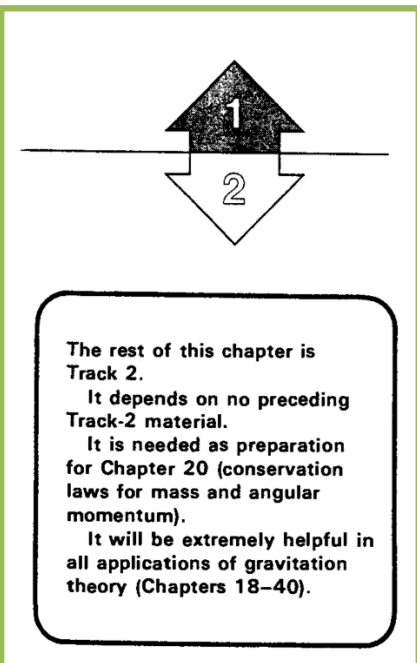 1
2
The rest of this chapter is
Track 2.
It depends on no preceding
Track-2 material.
It is needed as preparation
for Chapter 20 (conservation
laws for mass and angular
momentum).
It will be extremely helpful in
all applications of gravitation
theory (Chapters 18–40).